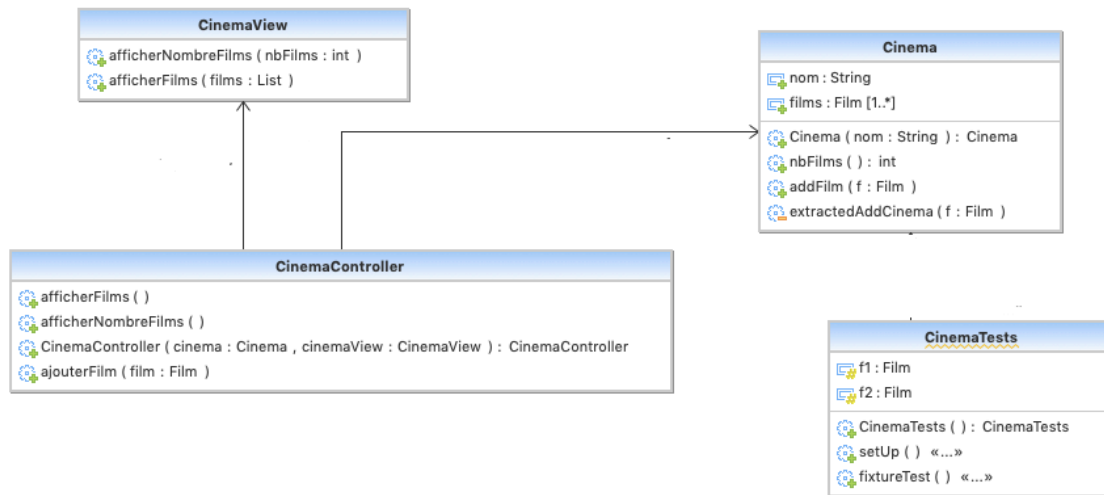 CinemaView
afficherNombreFilms ( nbFilms : int )
afficherFilms ( films : List )
Cinema
nom : String
films : Film [1..*]
Cinema ( nom : String ) : Cinema
nbFilms ( ) : int
addFilm ( f : Film )
extractedAddCinema ( f : Film )
CinemaController
afficherFilms ( )
afficherNombreFilms ( )
CinemaController ( cinema : Cinema , cinemaView : CinemaView ) : CinemaController
ajouterFilm ( film : Film )
CinemaTests
f1 : Film
f2 : Film
CinemaTests ( ) : CinemaTests
setUp ( ) «...»
fixtureTest ( ) «...»